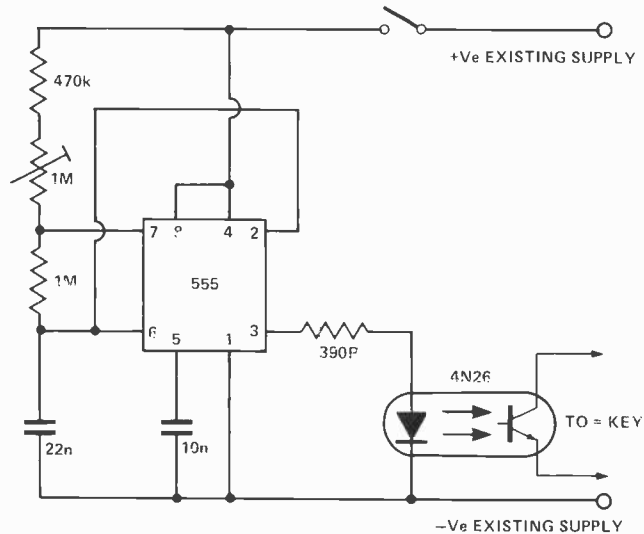 +Ve EXISTING SUPPLY
470k
1M
7 8 4 2
1M
555
6 5 1 3
390R
4N26
TO = KEY
22n
10n
−Ve EXISTING SUPPLY